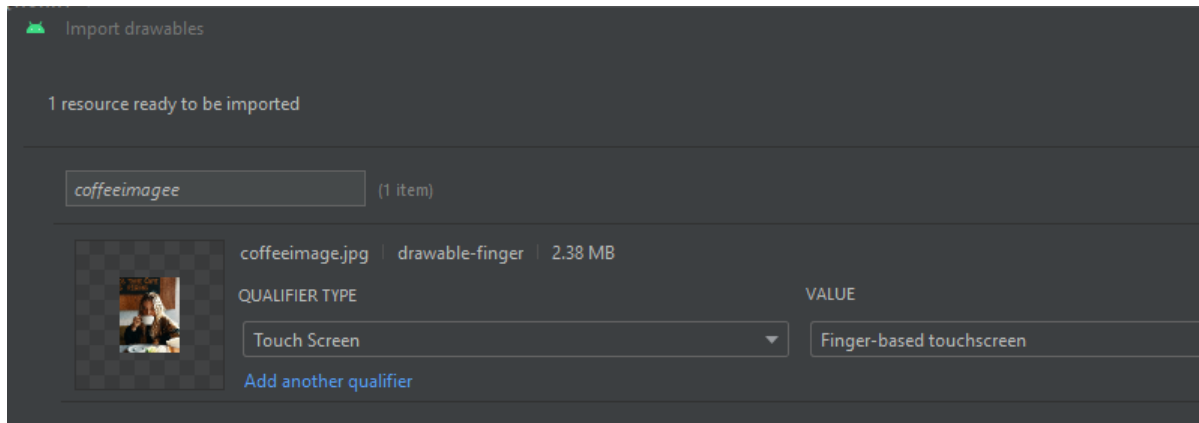 Import drawables
1 resource ready to be imported
coffeeimagee (1 item)
coffeeimage.jpg drawable-finger 2.38 MB
QUALIFIER TYPE VALUE
Touch Screen Finger-based touchscreen
Add another qualifier